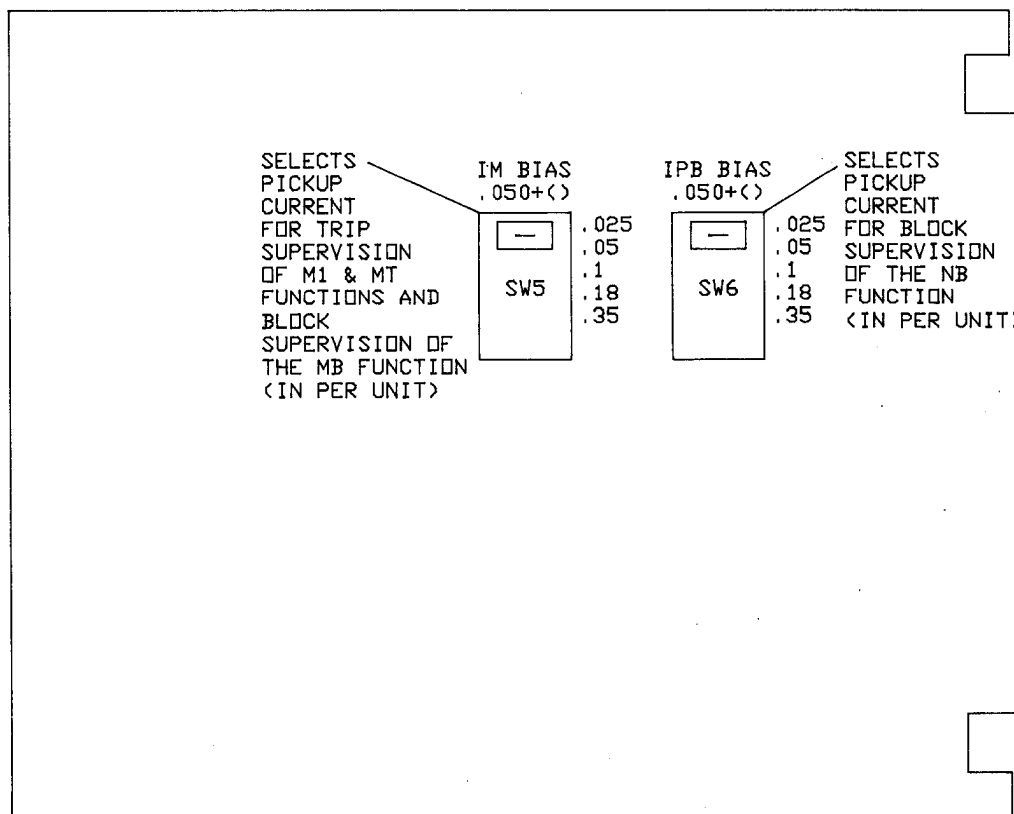 SELECTS
PICKUP
CURRENT
FOR TRIP
SUPERVISION
OF M1 & MT
FUNCTIONS AND
BLOCK
SUPERVISION OF
THE MB FUNCTION
(IN PER UNIT)
IM BIAS
.050+()
SW5
.025
.05
.1
.18
.35
IPB BIAS
.050+()
SW6
.025
.05
.1
.18
.35
SELECTS
PICKUP
CURRENT
FOR BLOCK
SUPERVISION
OF THE NB
FUNCTION
(IN PER UNIT)